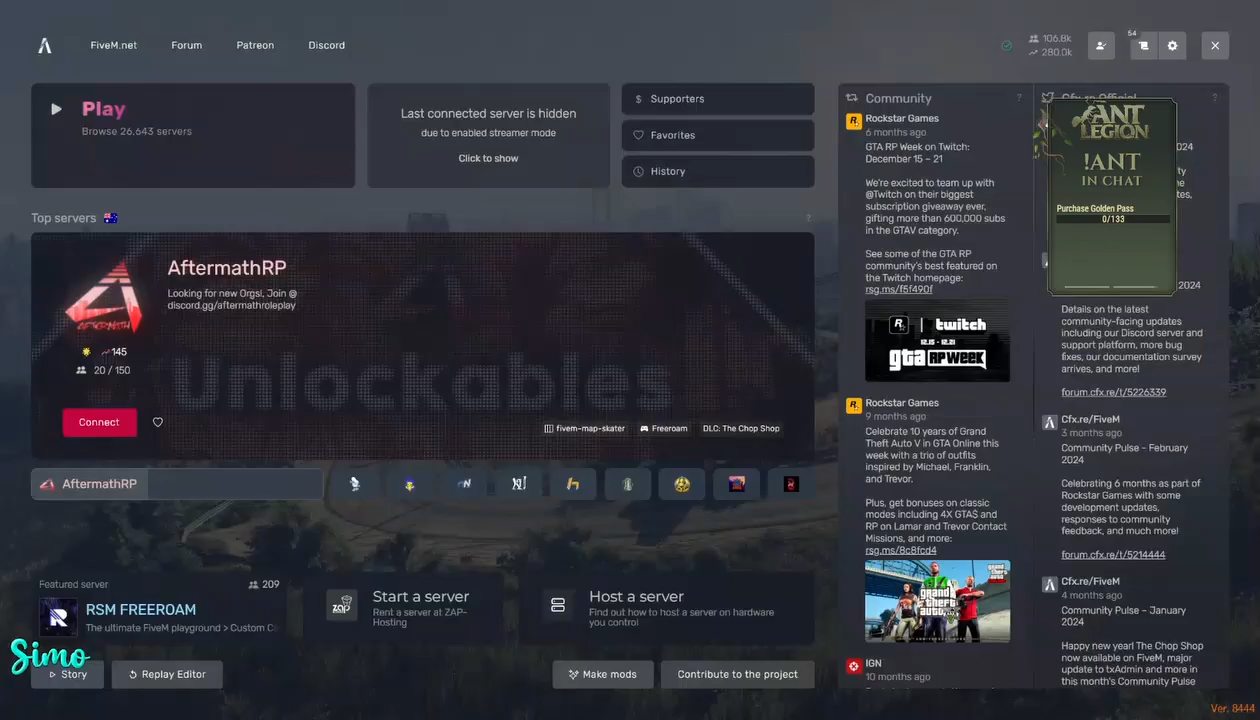 FiveM.net
Forum
Patreon
Discord
106.8k
280.0k
54
Play
Browse 26,643 servers
Last connected server is hidden
due to enabled streamer mode
Click to show
$ Supporters
Favorites
History
Top servers
?
AftermathRP
Looking for new Orgs!, Join @
discord.gg/aftermathroleplay
AFTERMATH
145
20 / 150
Unlockables
Connect
fivem-map-skater
Freeroam
DLC: The Chop Shop
AftermathRP
Featured server
209
RSM FREEROAM
The ultimate FiveM playground > Custom
Start a server
Rent a server at ZAP-
Hosting
zap
Host a server
Find out how to host a server on hardware
you control
Simo
Story
Replay Editor
Make mods
Contribute to the project
Community
?
Rockstar Games
6 months ago
GTA RP Week on Twitch:
December 15 – 21
We're excited to team up with
@Twitch on their biggest
subscription giveaway ever,
gifting more than 600,000 subs
in the GTAV category.
See some of the GTA RP
community's best featured on
the Twitch homepage:
rsg.ms/f5f490f
R | twitch
12.15 - 12.21
gta RP WEEK
Rockstar Games
9 months ago
Celebrate 10 years of Grand
Theft Auto V in GTA Online this
week with a trio of outfits
inspired by Michael, Franklin,
and Trevor.
Plus, get bonuses on classic
modes including 4X GTA$ and
RP on Lamar and Trevor Contact
Missions, and more:
rsg.ms/8c8fcd4
grand theft auto V
IGN
10 months ago
Cfx.re Official
?
ANT
LEGION
!ANT
IN CHAT
Purchase Golden Pass
0/133
2024
2024
Details on the latest
community-facing updates
including our Discord server and
support platform, more bug
fixes, our documentation survey
arrives, and more!
forum.cfx.re/t/5226339
Cfx.re/FiveM
3 months ago
Community Pulse - February
2024
Celebrating 6 months as part of
Rockstar Games with some
development updates,
responses to community
feedback, and much more!
forum.cfx.re/t/5214444
Cfx.re/FiveM
4 months ago
Community Pulse - January
2024
Happy new year! The Chop Shop
now available on FiveM, major
update to txAdmin and more in
this month's Community Pulse
Ver. 8444